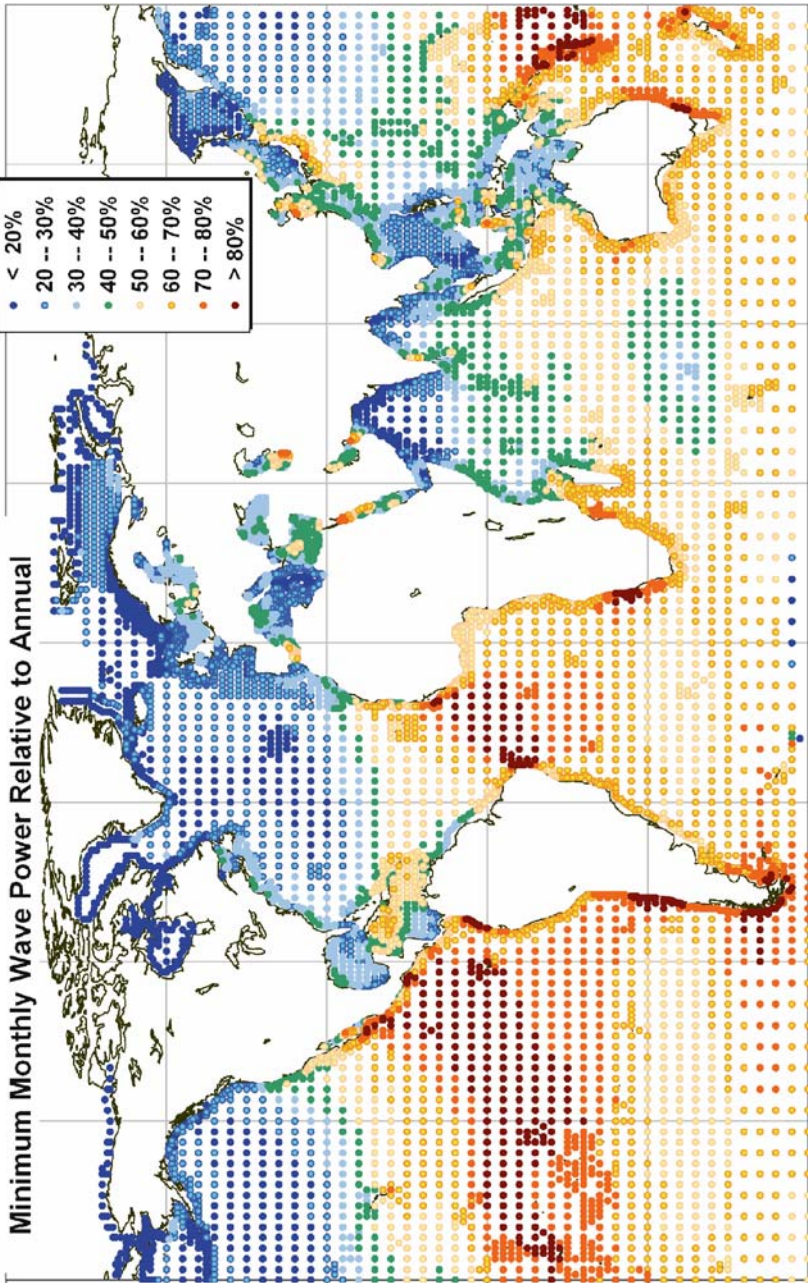 Minimum Monthly Wave Power Relative to Annual
< 20%
20 -- 30%
30 -- 40%
40 -- 50%
50 -- 60%
60 -- 70%
70 -- 80%
> 80%